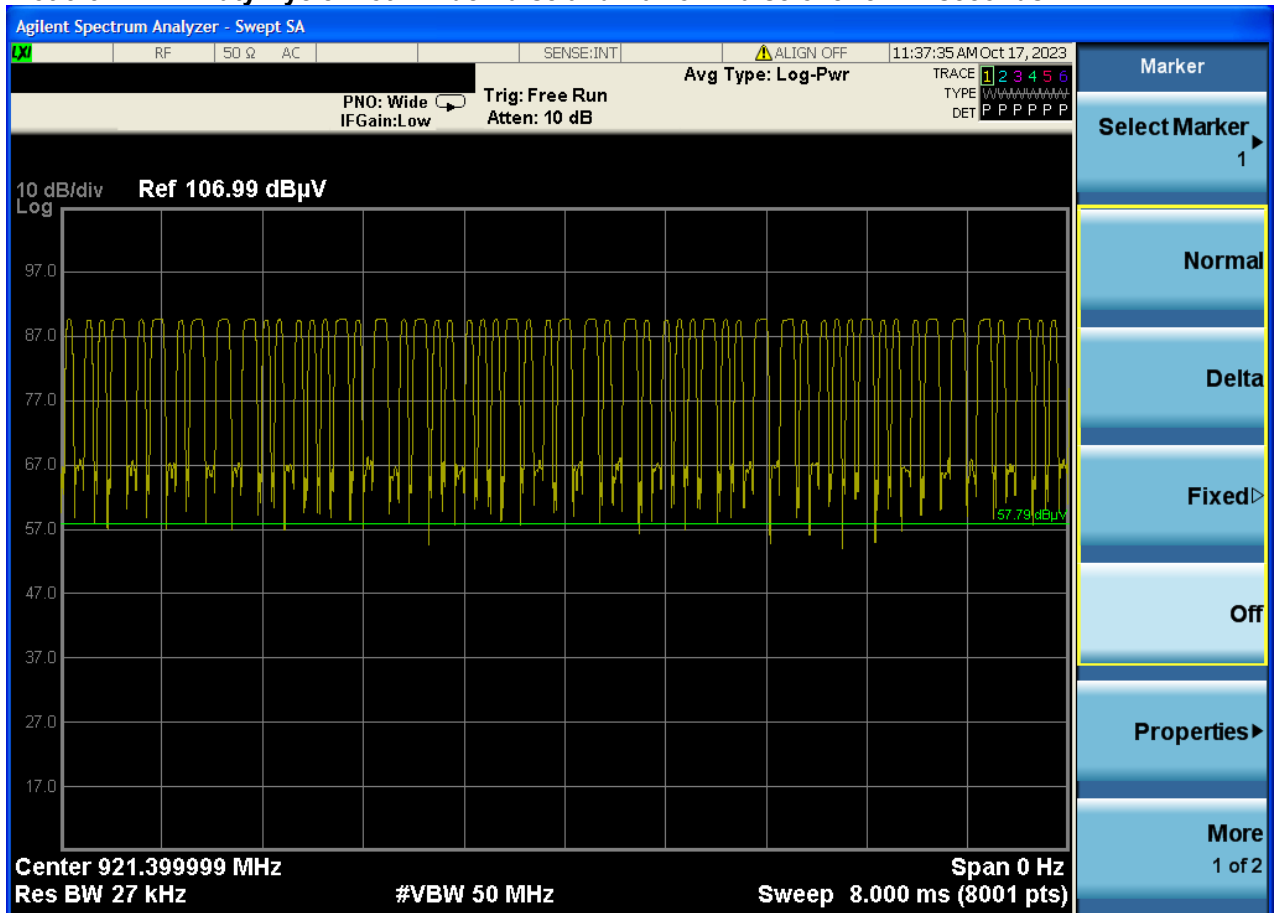 Agilent Spectrum Analyzer - Swept SA
LXI RF 50 Ω AC SENSE:INT ALIGN OFF 11:37:35 AM Oct 17, 2023
Marker
Avg Type: Log-Pwr
TRACE 1 2 3 4 5 6
PNO: Wide
Trig: Free Run
TYPE
IFGain:Low
Atten: 10 dB
DET P P P P P P
Select Marker
1
10 dB/div Ref 106.99 dBµV
Log
97.0
87.0
77.0
67.0
57.0
47.0
37.0
27.0
17.0
57.79 dBµV
Normal
Delta
Fixed
Off
Properties
More
1 of 2
Center 921.399999 MHz Span 0 Hz
Res BW 27 kHz #VBW 50 MHz Sweep 8.000 ms (8001 pts)